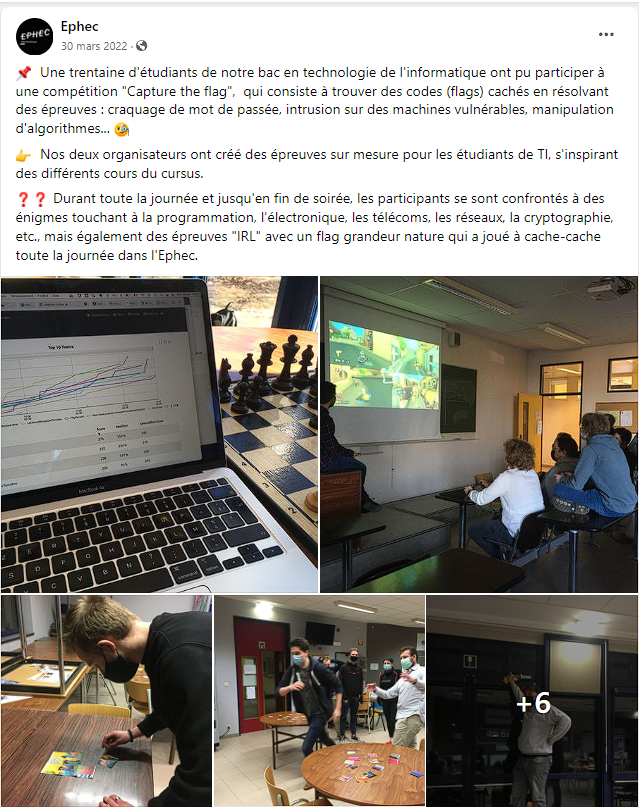 EPHEC
Ephec
30 mars 2022 ·
Une trentaine d'étudiants de notre bac en technologie de l'informatique ont pu participer à
une compétition "Capture the flag", qui consiste à trouver des codes (flags) cachés en résolvant
des épreuves : craquage de mot de passée, intrusion sur des machines vulnérables, manipulation
d'algorithmes...
Nos deux organisateurs ont créé des épreuves sur mesure pour les étudiants de TI, s'inspirant
des différents cours du cursus.
Durant toute la journée et jusqu'en fin de soirée, les participants se sont confrontés à des
énigmes touchant à la programmation, l'électronique, les télécoms, les réseaux, la cryptographie,
etc., mais également des épreuves "IRL" avec un flag grandeur nature qui a joué à cache-cache
toute la journée dans l'Ephec.
Top 10 Teams
MacBook Air
+6